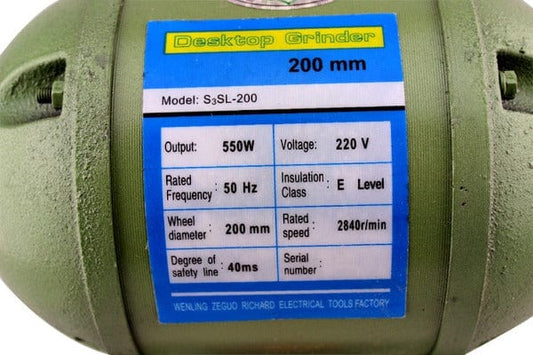 Desktop Grinder
200 mm
Model: S₃SL-200
Output: 550W Voltage: 220 V
Rated Frequency: 50 Hz Insulation Class : E Level
Wheel diameter: 200 mm Rated speed : 2840r/min
Degree of safety line: 40ms Serial number:
WENLING ZEGUO RICHARD ELECTRICAL TOOLS FACTORY